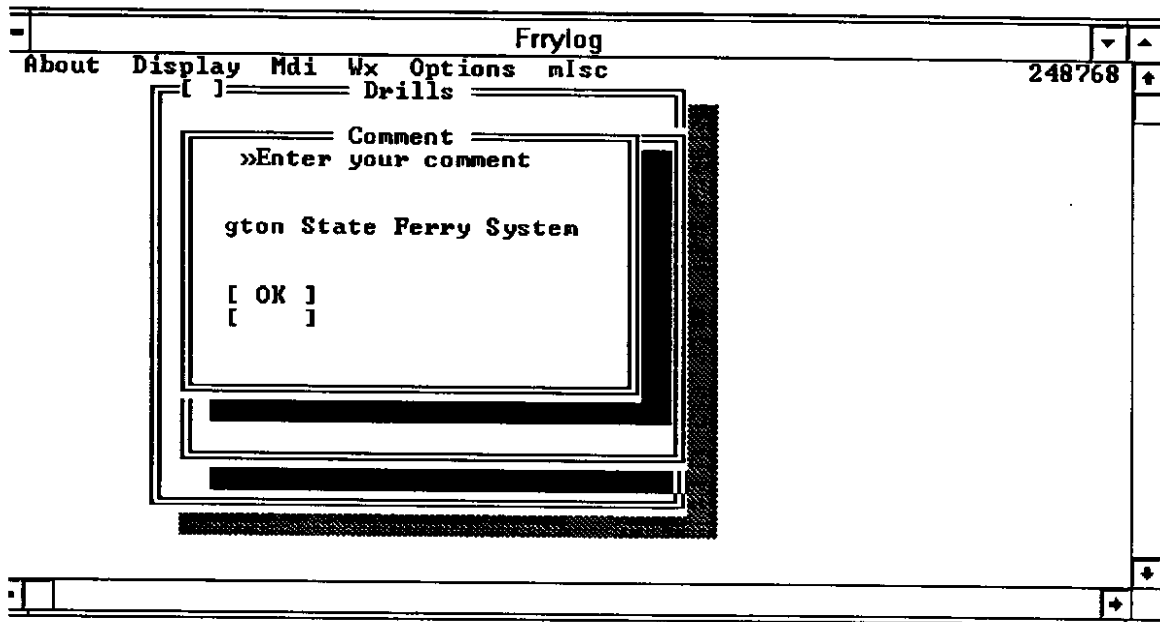 Frrylog
About Display Mdi Wx Options mIsc 248768
[ ] Drills
Comment
»Enter your comment
gton State Ferry System
[ OK ]
[ ]